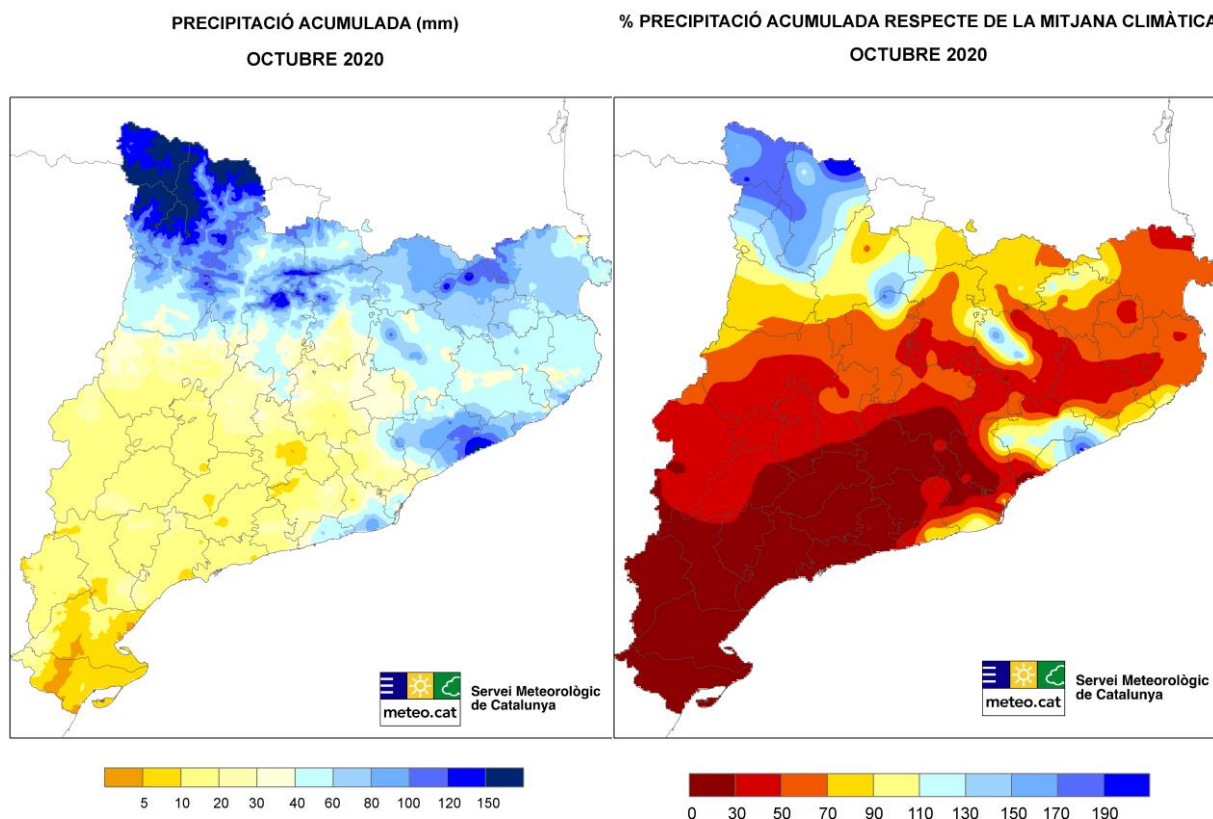 PRECIPITACIÓ ACUMULADA (mm)
OCTUBRE 2020
% PRECIPITACIÓ ACUMULADA RESPECTE DE LA MITJANA CLIMÀTICA
OCTUBRE 2020
meteo.cat
Servei Meteorològic
de Catalunya
meteo.cat
Servei Meteorològic
de Catalunya
5 10 20 30 40 60 80 100 120 150
0 30 50 70 90 110 130 150 170 190